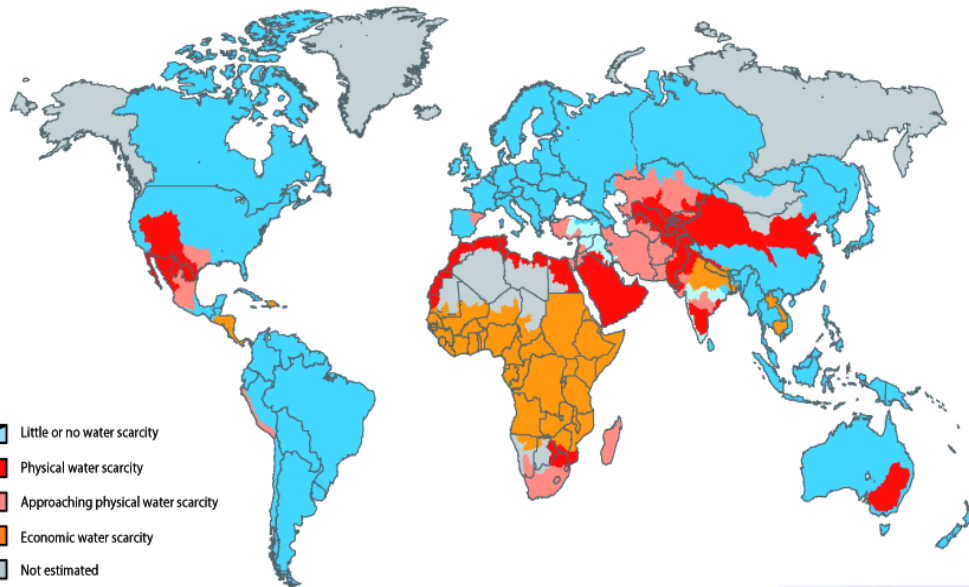 Little or no water scarcity
Physical water scarcity
Approaching physical water scarcity
Economic water scarcity
Not estimated